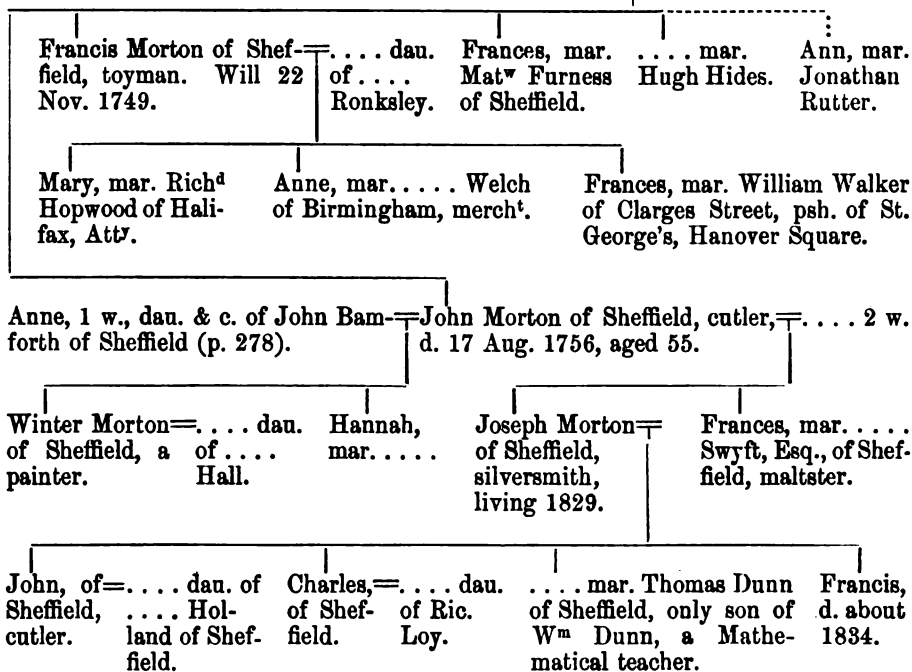 Francis Morton of Shef-=. . . . dau.
field, toyman. Will 22 of . . . .
Nov. 1749. Ronksley.
Frances, mar.
Matʷ Furness
of Sheffield.
. . . . mar.
Hugh Hides.
Ann, mar.
Jonathan
Rutter.
Mary, mar. Richᵈ
Hopwood of Hali-
fax, Attʸ.
Anne, mar. . . . . Welch
of Birmingham, mercht.
Frances, mar. William Walker
of Clarges Street, psh. of St.
George's, Hanover Square.
Anne, 1 w., dau. & c. of John Bam-=John Morton of Sheffield, cutler,=. . . . 2 w.
forth of Sheffield (p. 278). d. 17 Aug. 1756, aged 55.
Winter Morton=. . . . dau.
of Sheffield, a of . . . .
painter. Hall.
Hannah,
mar. . . . .
Joseph Morton=
of Sheffield,
silversmith,
living 1829.
Frances, mar. . . . .
Swyft, Esq., of Shef-
field, maltster.
John, of=. . . . dau. of
Sheffield, . . . . Hol-
cutler. land of Shef-
field.
Charles,=. . . . dau.
of Shef- of Ric.
field. Loy.
. . . . mar. Thomas Dunn
of Sheffield, only son of
Wᵐ Dunn, a Mathe-
matical teacher.
Francis,
d. about
1834.